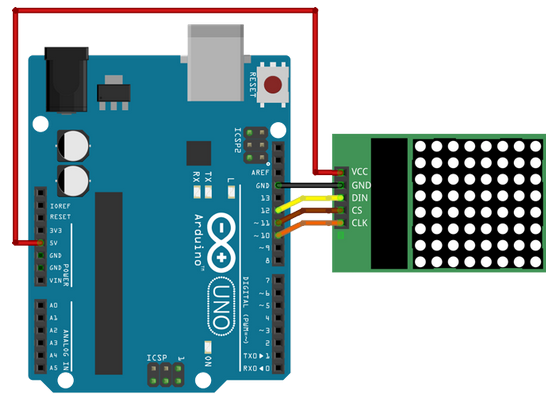 RESET
ICSP2
AREF
GND
13
12
~11
~10
~9
8
RX
TX
L
Arduino™
UNO
IOREF
RESET
3V3
5V
GND
GND
VIN
POWER
A0
A1
A2
A3
A4
A5
ANALOG IN
DIGITAL (PWM=~)
7
~6
~5
4
~3
2
TX0►1
RX0◄0
ICSP
1
ON
VCC
GND
DIN
CS
CLK